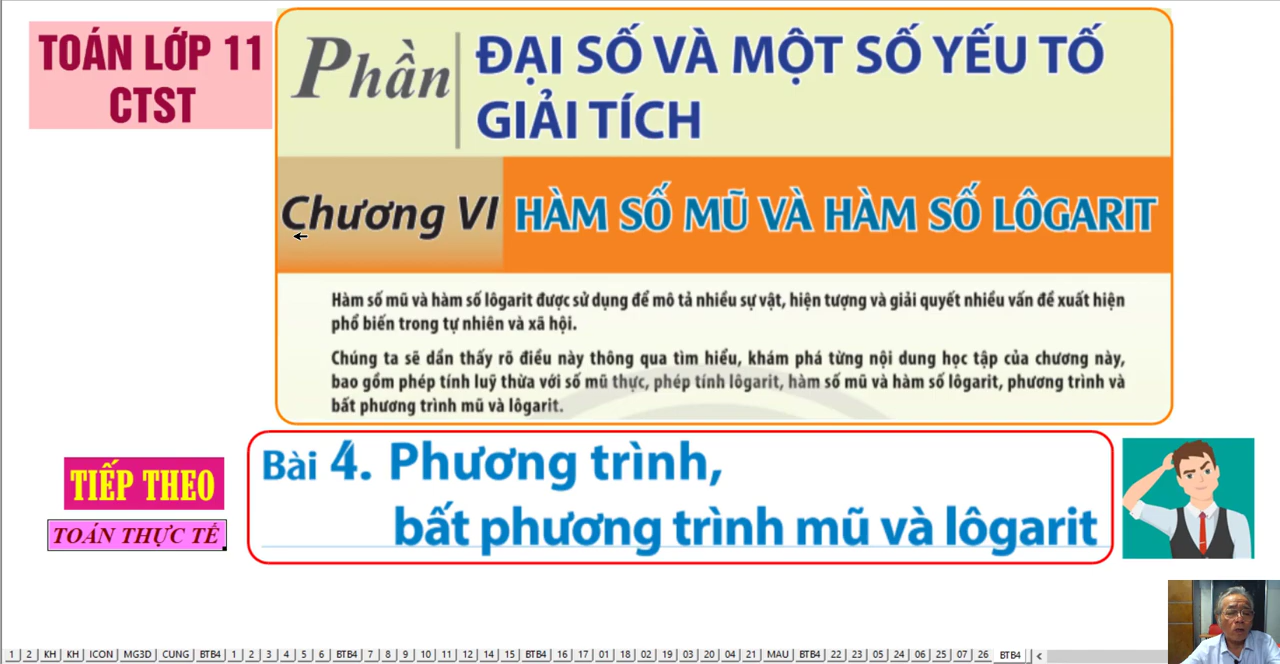 TOÁN LỚP 11
CTST
Phần
ĐẠI SỐ VÀ MỘT SỐ YẾU TỐ
GIẢI TÍCH
Chương VI HÀM SỐ MŨ VÀ HÀM SỐ LÔGARIT
Hàm số mũ và hàm số lôgarit được sử dụng để mô tả nhiều sự vật, hiện tượng và giải quyết nhiều vấn đề xuất hiện
phổ biến trong tự nhiên và xã hội.
Chúng ta sẽ dần thấy rõ điều này thông qua tìm hiểu, khám phá từng nội dung học tập của chương này,
bao gồm phép tính luỹ thừa với số mũ thực, phép tính lôgarit, hàm số mũ và hàm số lôgarit, phương trình và
bất phương trình mũ và lôgarit.
TIẾP THEO
TOÁN THỰC TẾ
Bài 4. Phương trình,
bất phương trình mũ và lôgarit
1 2 KH KH ICON MG3D CUNG BTB4 1 2 3 4 5 6 BTB4 7 8 9 10 11 12 14 15 BTB4 16 17 01 18 02 19 03 20 04 21 MAU BTB4 22 23 05 24 06 25 07 26 BTB4